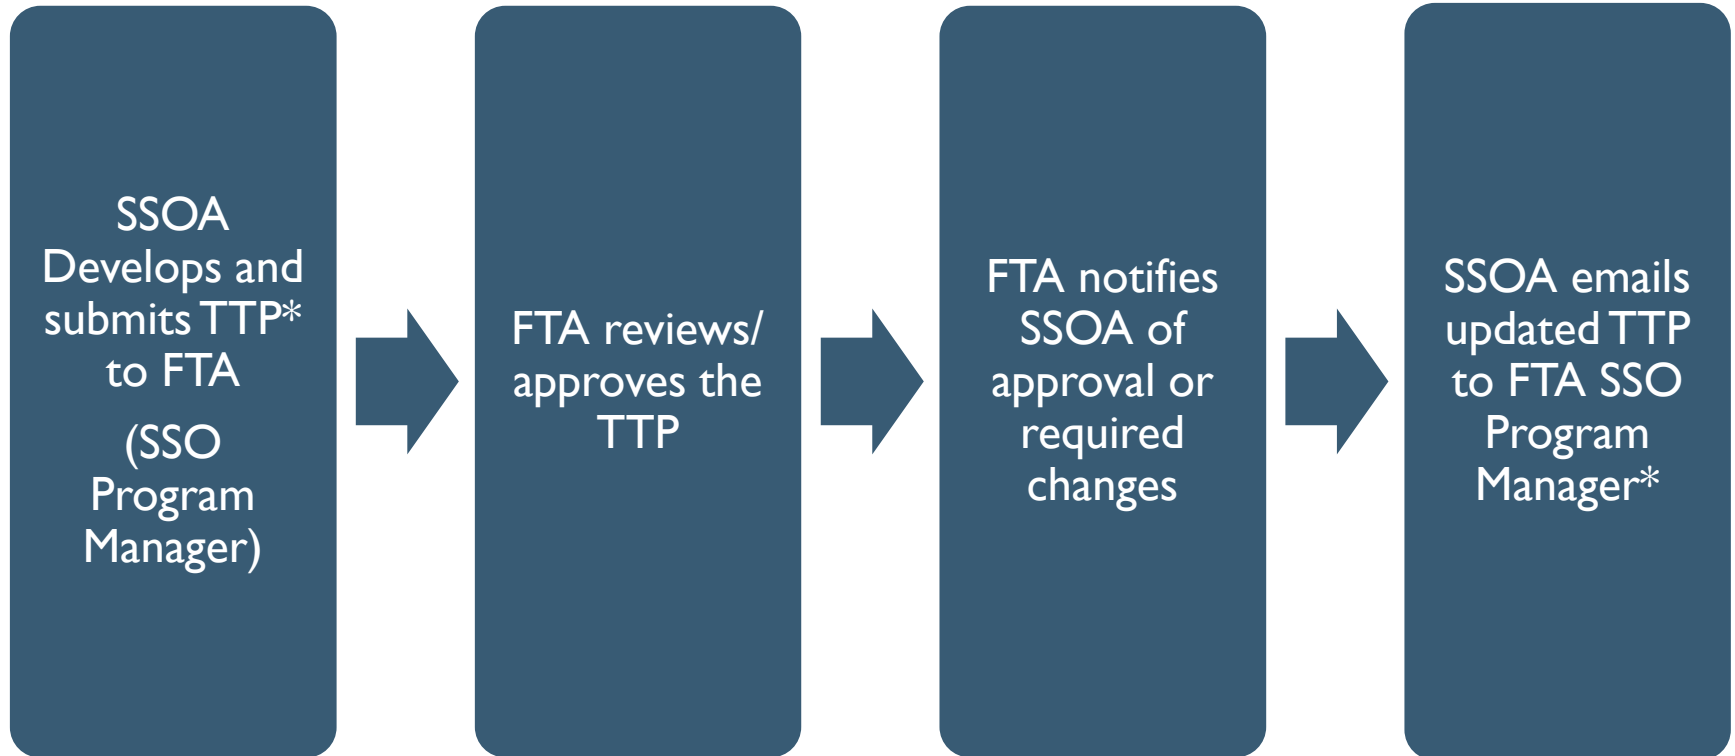 SSOA
Develops and
submits TTP*
to FTA
(SSO
Program
Manager)
FTA reviews/
approves the
TTP
FTA notifies
SSOA of
approval or
required
changes
SSOA emails
updated TTP
to FTA SSO
Program
Manager*